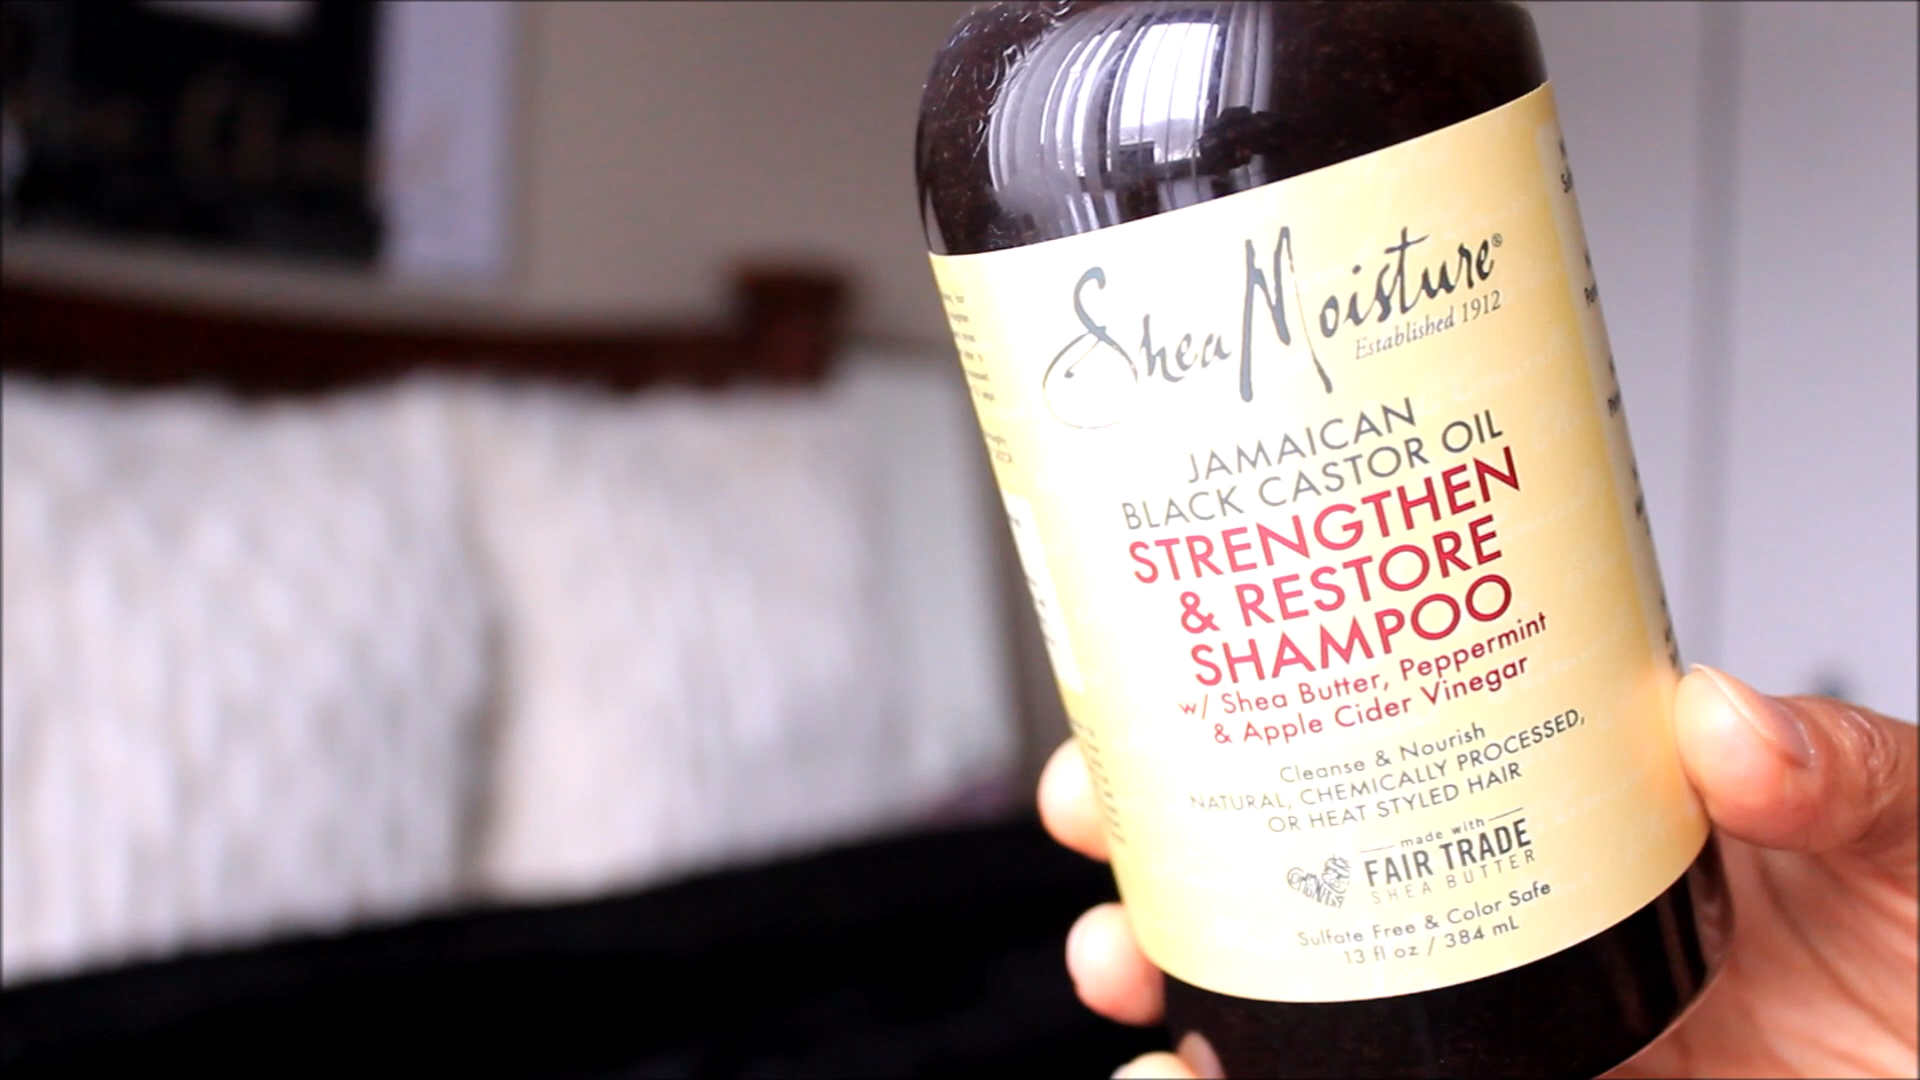 Shea Moisture®
Established 1912
JAMAICAN
BLACK CASTOR OIL
STRENGTHEN
& RESTORE
SHAMPOO
w/ Shea Butter, Peppermint
& Apple Cider Vinegar
Cleanse & Nourish
NATURAL, CHEMICALLY PROCESSED,
OR HEAT STYLED HAIR
made with
FAIR TRADE
SHEA BUTTER
Sulfate Free & Color Safe
13 fl oz / 384 mL